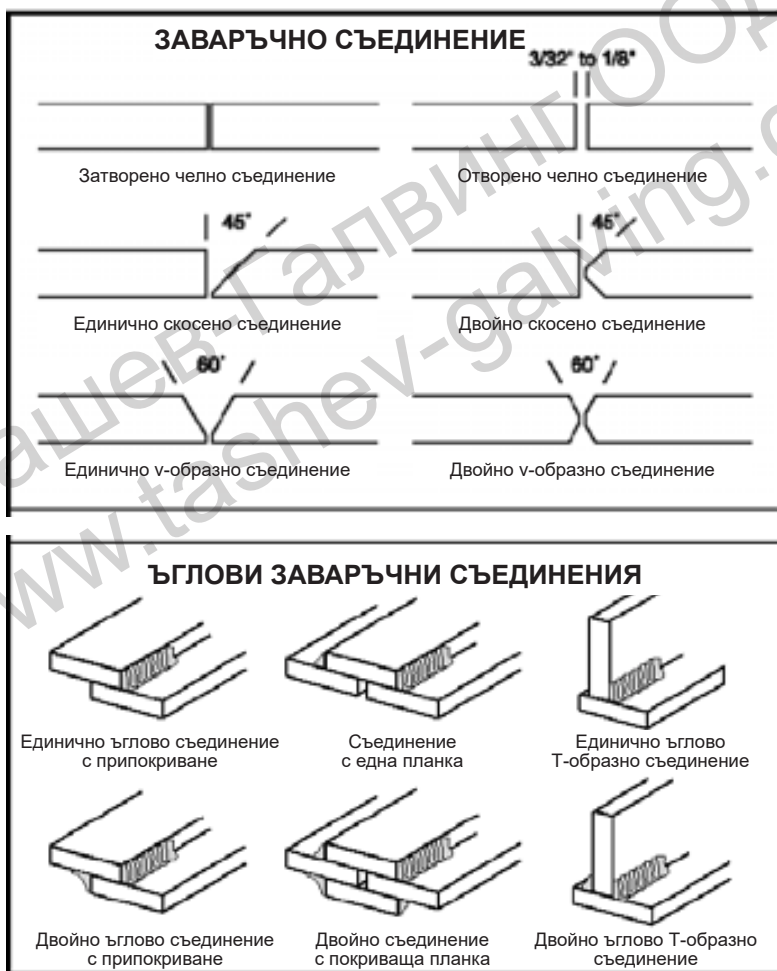 ЗАВАРЪЧНО СЪЕДИНЕНИЕ
3/32" to 1/8"
Затворено челно съединение
Отворено челно съединение
45°
45°
Единично скосено съединение
Двойно скосено съединение
60°
60°
Единично v-образно съединение
Двойно v-образно съединение
ЪГЛОВИ ЗАВАРЪЧНИ СЪЕДИНЕНИЯ
Единично ъглово съединение
с припокриване
Съединение
с една планка
Единично ъглово
Т-образно съединение
Двойно ъглово съединение
с припокриване
Двойно съединение
с покриваща планка
Двойно ъглово Т-образно
съединение
ашев-Галвинг ООД
www.tashev-galving.c